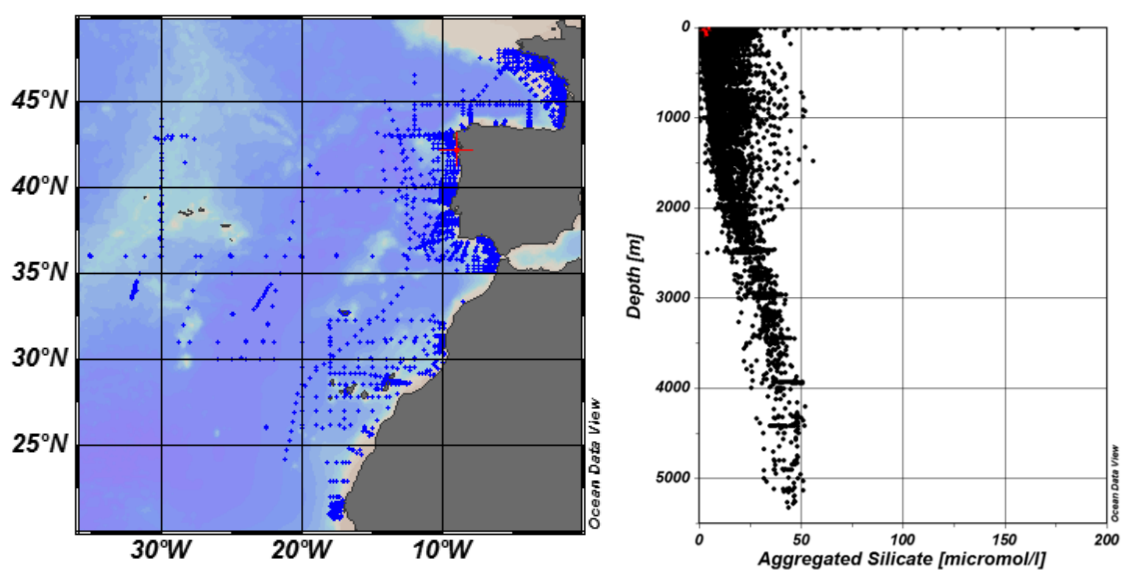 45°N
40°N
35°N
30°N
25°N
30°W
20°W
10°W
Ocean Data View
0
1000
2000
3000
4000
5000
Depth [m]
0
50
100
150
200
Aggregated Silicate [micromol/l]
Ocean Data View